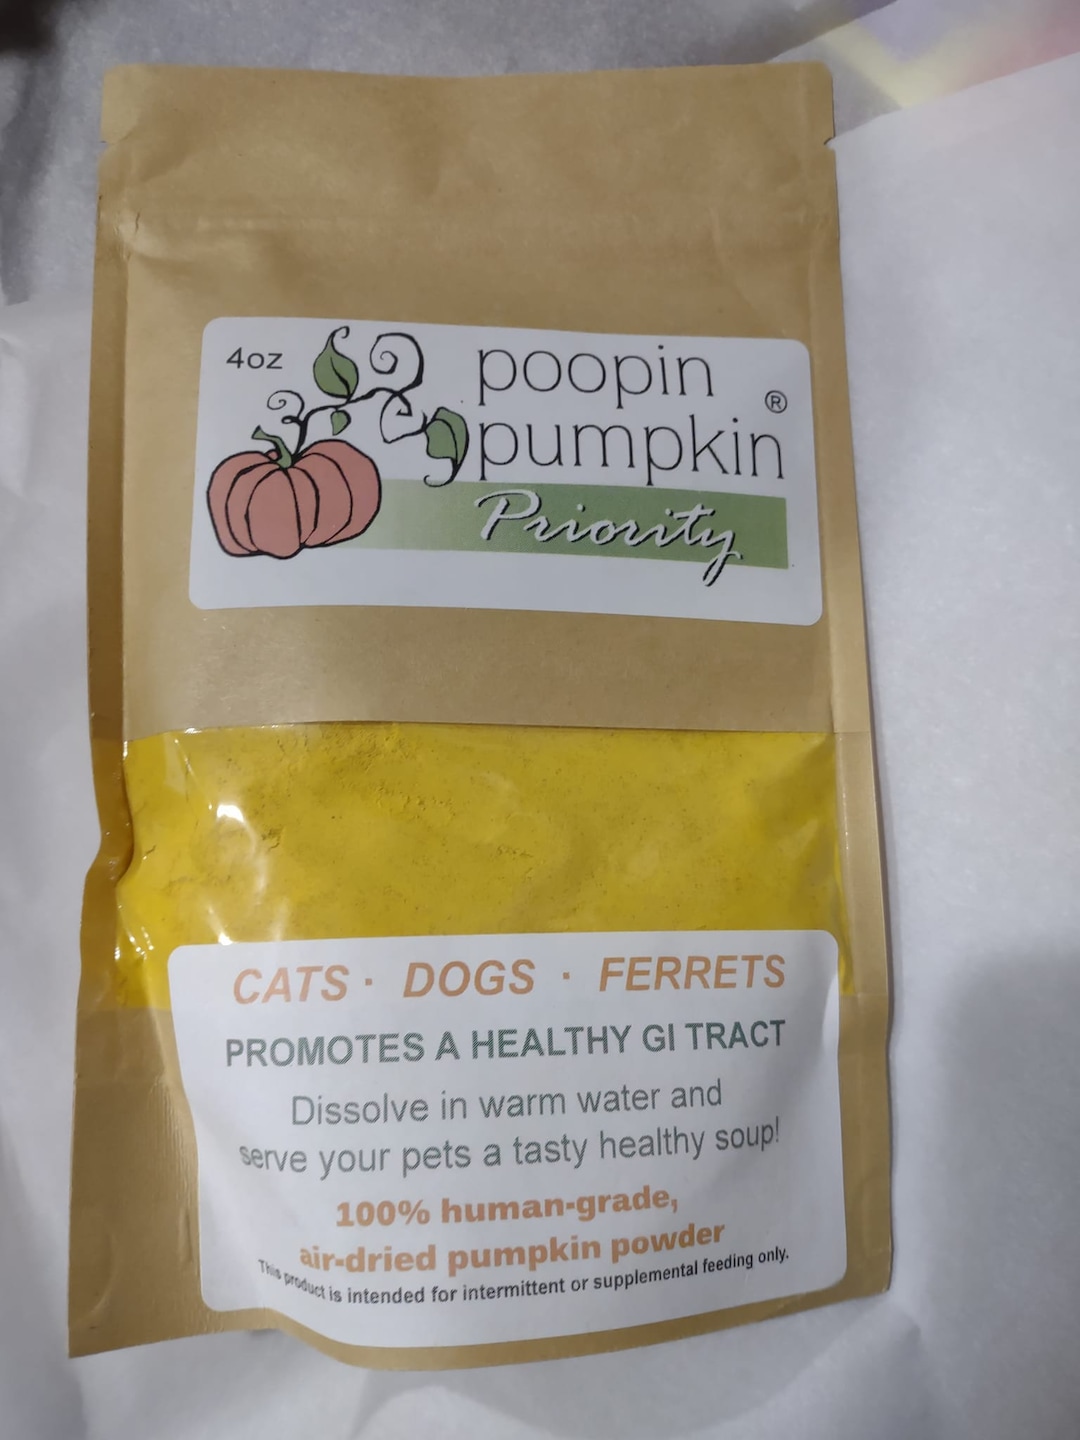 4oz
poopin
pumpkin ®
Priority
CATS · DOGS · FERRETS
PROMOTES A HEALTHY GI TRACT
Dissolve in warm water and
serve your pets a tasty healthy soup!
100% human-grade,
air-dried pumpkin powder
This product is intended for intermittent or supplemental feeding only.